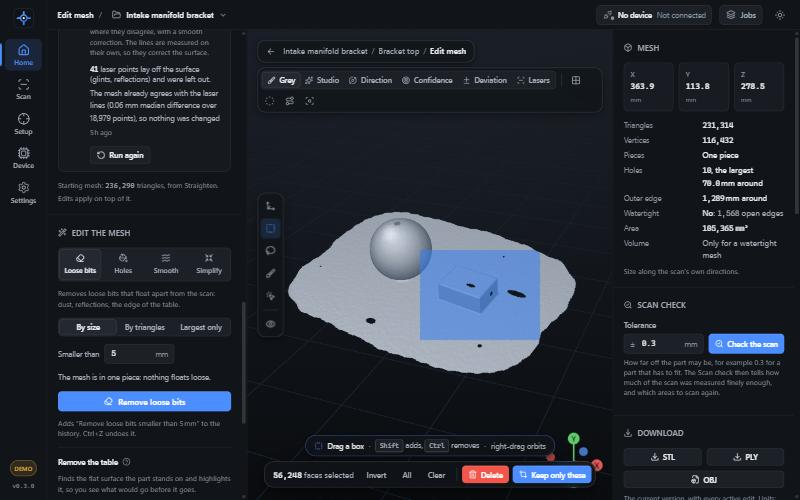 Edit mesh / Intake manifold bracket
No device Not connected
Jobs
Home
Scan
Setup
Device
Settings
DEMO
v0.3.0
where they disagree, with a smooth
correction. The lines are measured on
their own, so they correct the surface.
41 laser points lay off the surface
(glints, reflections) and were left out.
The mesh already agrees with the laser
lines (0.06 mm median difference over
18,979 points), so nothing was changed
5 h ago
Run again
Starting mesh: 236,290 triangles, from Straighten.
Edits apply on top of it.
EDIT THE MESH
Loose bits Holes Smooth Simplify
Removes loose bits that float apart from the scan:
dust, reflections, the edge of the table.
By size By triangles Largest only
Smaller than 5 mm
The mesh is in one piece: nothing floats loose.
Remove loose bits
Adds "Remove loose bits smaller than 5 mm" to the
history. Ctrl+Z undoes it.
Remove the table
Finds the flat surface the part stands on and highlights
it, so you see what would go before it goes.
Intake manifold bracket / Bracket top / Edit mesh
Grey Studio Direction Confidence Deviation Lasers
Drag a box · Shift adds, Ctrl removes · right-drag orbits
56,248 faces selected Invert All Clear Delete Keep only these
Y
X
MESH
X Y Z
363.9 113.8 278.5
mm mm mm
Triangles 231,314
Vertices 116,432
Pieces One piece
Holes 10, the largest
70.0 mm around
Outer edge 1,289 mm around
Watertight No: 1,568 open edges
Area 105,365 mm²
Volume Only for a watertight
mesh
Size along the scan's own directions.
SCAN CHECK
Tolerance
± 0.3 mm
Check the scan
How far off the part may be, for example 0.3 for a
part that has to fit. The Scan check then tells how
much of the scan was measured finely enough,
and which areas to scan again.
DOWNLOAD
STL PLY
OBJ
The current version, with every active edit. Units: